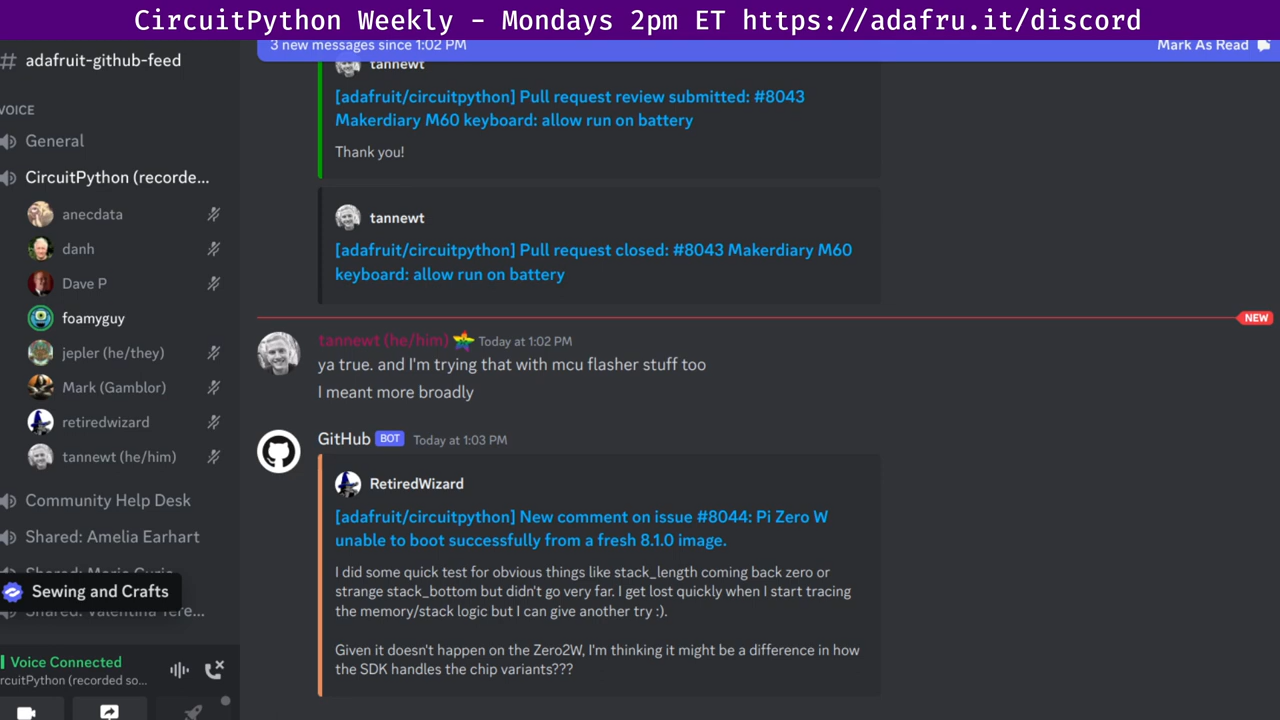 CircuitPython Weekly - Mondays 2pm ET https://adafru.it/discord
3 new messages since 1:02 PM
Mark As Read
# adafruit-github-feed
VOICE
General
CircuitPython (recorde...
anecdata
danh
Dave P
foamyguy
jepler (he/they)
Mark (Gamblor)
retiredwizard
tannewt (he/him)
Community Help Desk
Shared: Amelia Earhart
Shared: Marie Curie
Sewing and Crafts
Shared: Valentina Tere...
Voice Connected
rcuitPython (recorded so...
tannewt
[adafruit/circuitpython] Pull request review submitted: #8043
Makerdiary M60 keyboard: allow run on battery
Thank you!
tannewt
[adafruit/circuitpython] Pull request closed: #8043 Makerdiary M60
keyboard: allow run on battery
NEW
tannewt (he/him) Today at 1:02 PM
ya true. and I'm trying that with mcu flasher stuff too
I meant more broadly
GitHub BOT Today at 1:03 PM
RetiredWizard
[adafruit/circuitpython] New comment on issue #8044: Pi Zero W
unable to boot successfully from a fresh 8.1.0 image.
I did some quick test for obvious things like stack_length coming back zero or
strange stack_bottom but didn't go very far. I get lost quickly when I start tracing
the memory/stack logic but I can give another try :).
Given it doesn't happen on the Zero2W, I'm thinking it might be a difference in how
the SDK handles the chip variants???